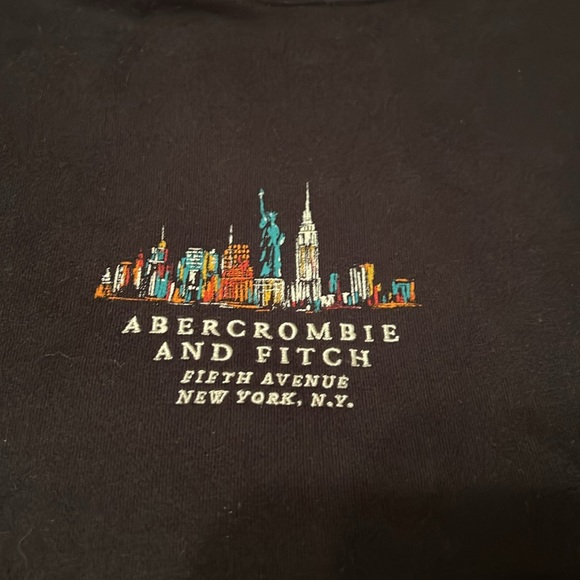 ABERCROMBIE
AND FITCH
FIFTH AVENUE
NEW YORK, N.Y.